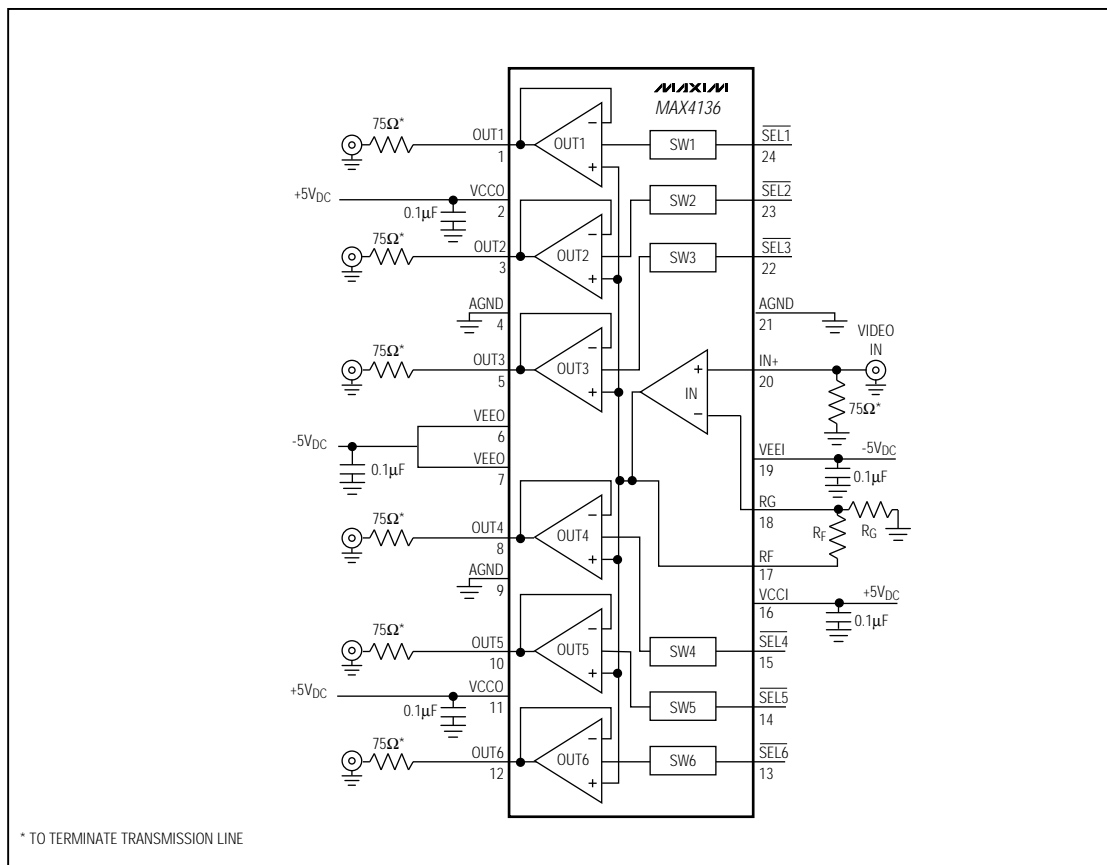 MAXIM
MAX4136
75Ω*
OUT1
1
OUT1
SW1
SEL1
24
+5VDC
0.1µF
VCCO
2
SW2
SEL2
23
75Ω*
OUT2
3
OUT2
SW3
SEL3
22
AGND
4
AGND
21
VIDEO
IN
75Ω*
OUT3
5
OUT3
IN
IN+
20
75Ω*
-5VDC
0.1µF
VEEO
6
VEEO
7
VEEI
19
-5VDC
0.1µF
RG
18
RF
RG
75Ω*
OUT4
8
OUT4
RF
17
AGND
9
VCCI
16
+5VDC
0.1µF
75Ω*
OUT5
10
OUT5
SW4
SEL4
15
+5VDC
0.1µF
VCCO
11
SW5
SEL5
14
75Ω*
OUT6
12
OUT6
SW6
SEL6
13
* TO TERMINATE TRANSMISSION LINE